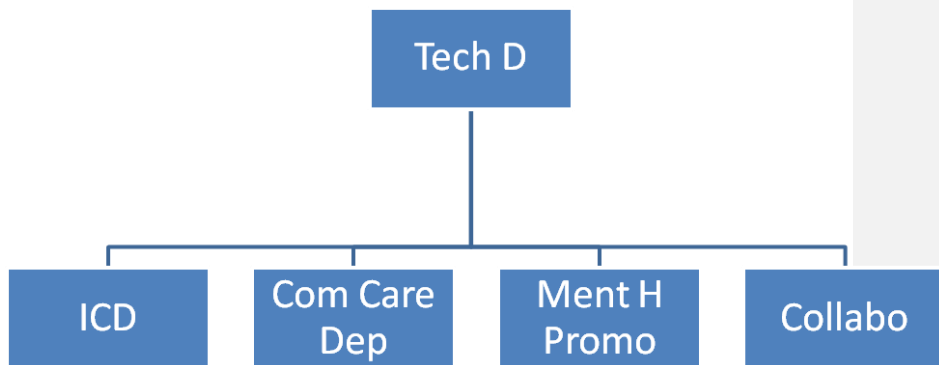 Tech D
ICD
Com Care
Dep
Ment H
Promo
Collabo